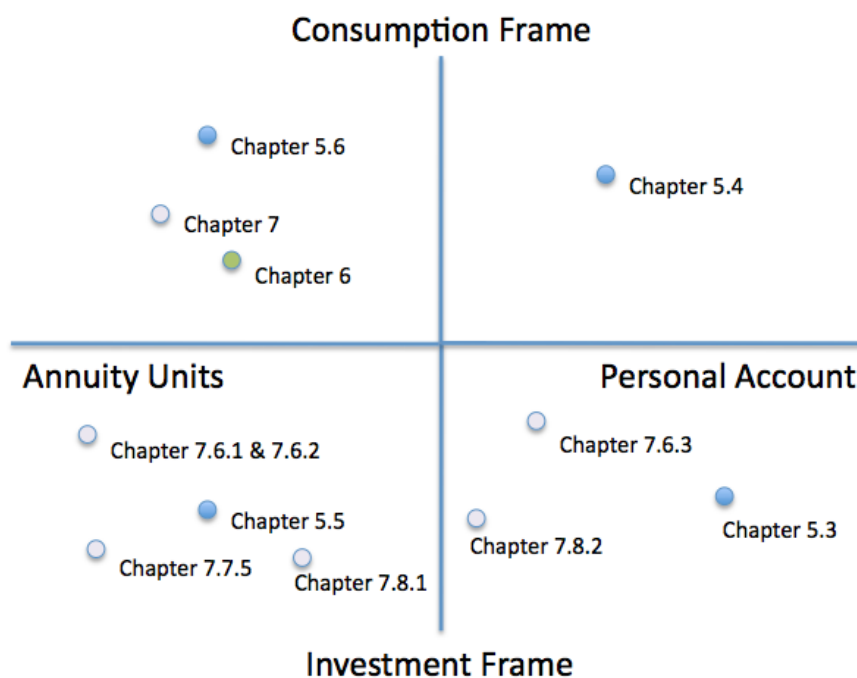 Consumption Frame
Chapter 5.6
Chapter 5.4
Chapter 7
Chapter 6
Annuity Units
Personal Account
Chapter 7.6.1 & 7.6.2
Chapter 7.6.3
Chapter 5.5
Chapter 5.3
Chapter 7.8.2
Chapter 7.7.5
Chapter 7.8.1
Investment Frame